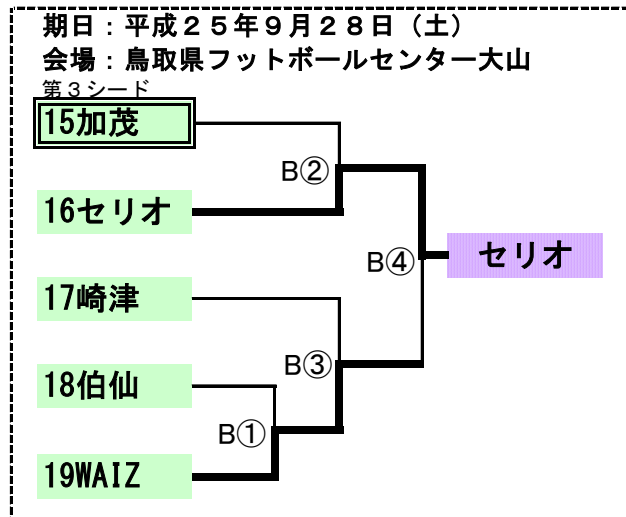 期日：平成２５年９月２８日（土）
会場：鳥取県フットボールセンター大山
第３シード
15加茂
B②
16セリオ
B④
セリオ
17崎津
B③
18伯仙
B①
19WAIZ